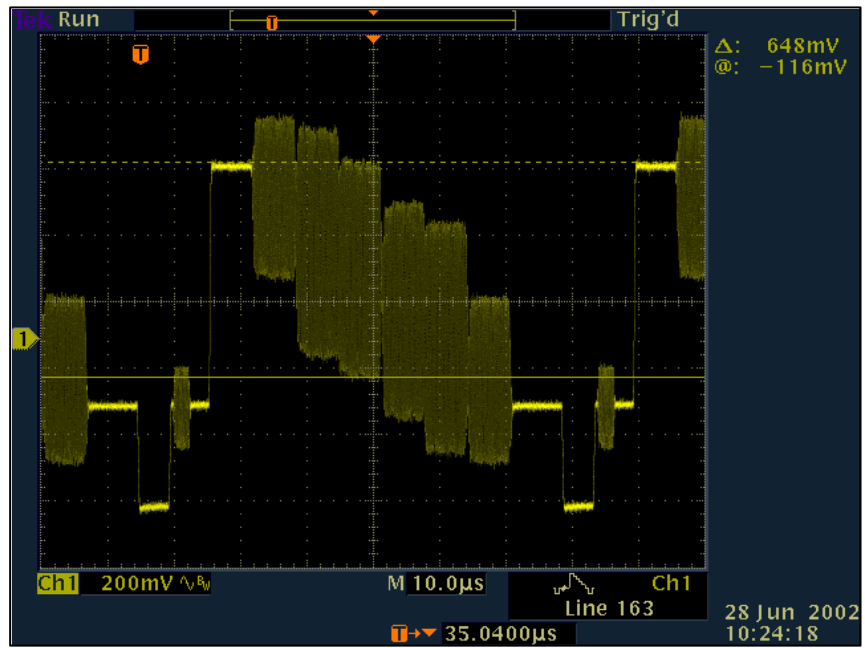 Tek Run Trig'd
T
T
Δ: 648mV
@: −116mV
1
Ch1 200mV ∿ BW M 10.0µs Ch1
Line 163
T→▼ 35.0400µs
28 Jun 2002
10:24:18